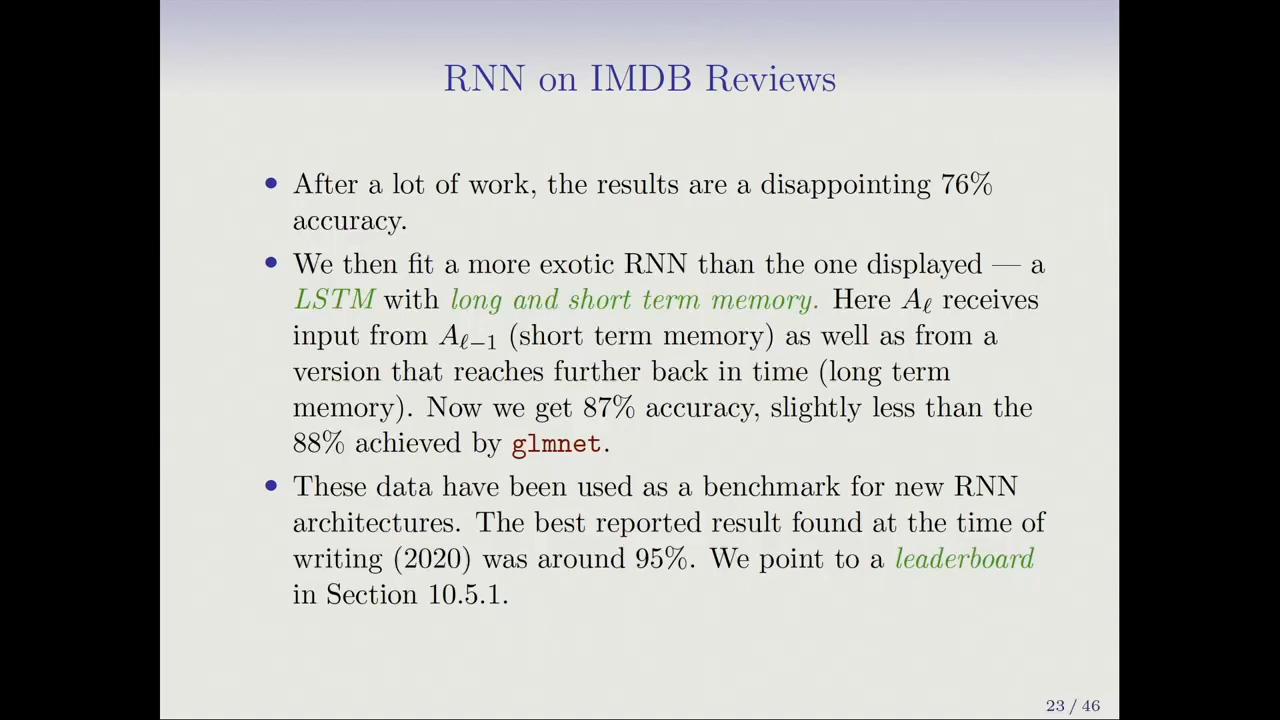 RNN on IMDB Reviews
• After a lot of work, the results are a disappointing 76%
accuracy.
• We then fit a more exotic RNN than the one displayed — a
LSTM with long and short term memory. Here Aℓ receives
input from Aℓ−1 (short term memory) as well as from a
version that reaches further back in time (long term
memory). Now we get 87% accuracy, slightly less than the
88% achieved by glmnet.
• These data have been used as a benchmark for new RNN
architectures. The best reported result found at the time of
writing (2020) was around 95%. We point to a leaderboard
in Section 10.5.1.
23 / 46